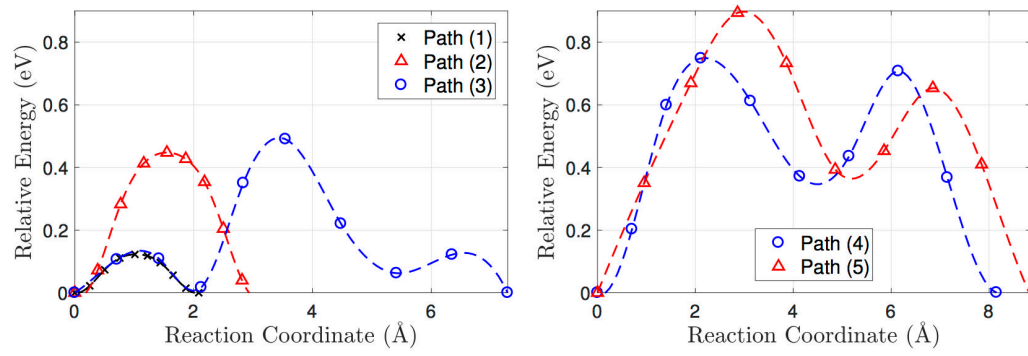 Relative Energy (eV)
0.8
0.6
0.4
0.2
0
0
2
4
6
Reaction Coordinate (Å)
Path (1)
Path (2)
Path (3)
Relative Energy (eV)
0.8
0.6
0.4
0.2
0
0
2
4
6
8
Reaction Coordinate (Å)
Path (4)
Path (5)